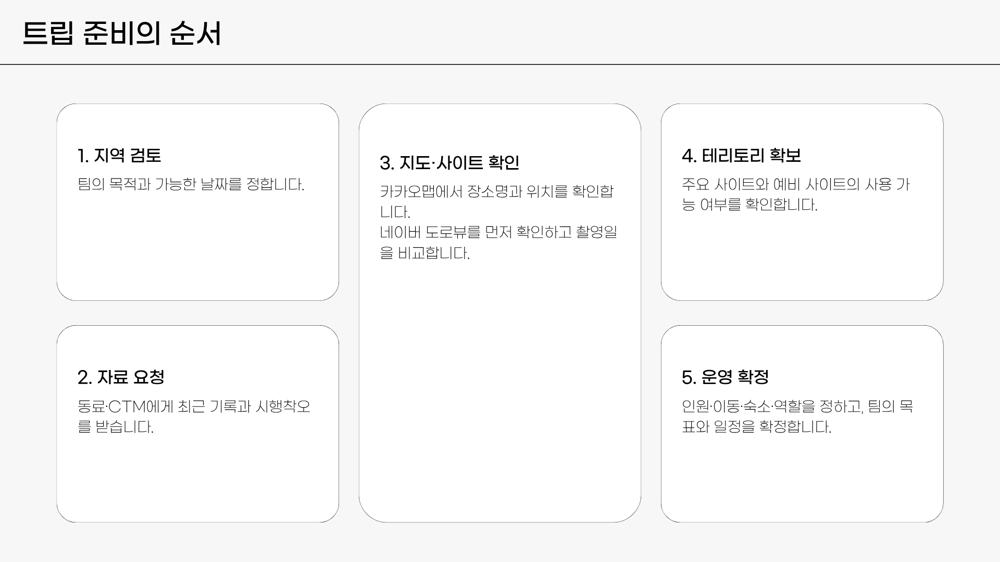 트립 준비의 순서
1. 지역 검토
팀의 목적과 가능한 날짜를 정합니다.
2. 자료 요청
동료·CTM에게 최근 기록과 시행착오
를 받습니다.
3. 지도·사이트 확인
카카오맵에서 장소명과 위치를 확인합
니다.
네이버 도로뷰를 먼저 확인하고 촬영일
을 비교합니다.
4. 테리토리 확보
주요 사이트와 예비 사이트의 사용 가
능 여부를 확인합니다.
5. 운영 확정
인원·이동·숙소·역할을 정하고, 팀의 목
표와 일정을 확정합니다.